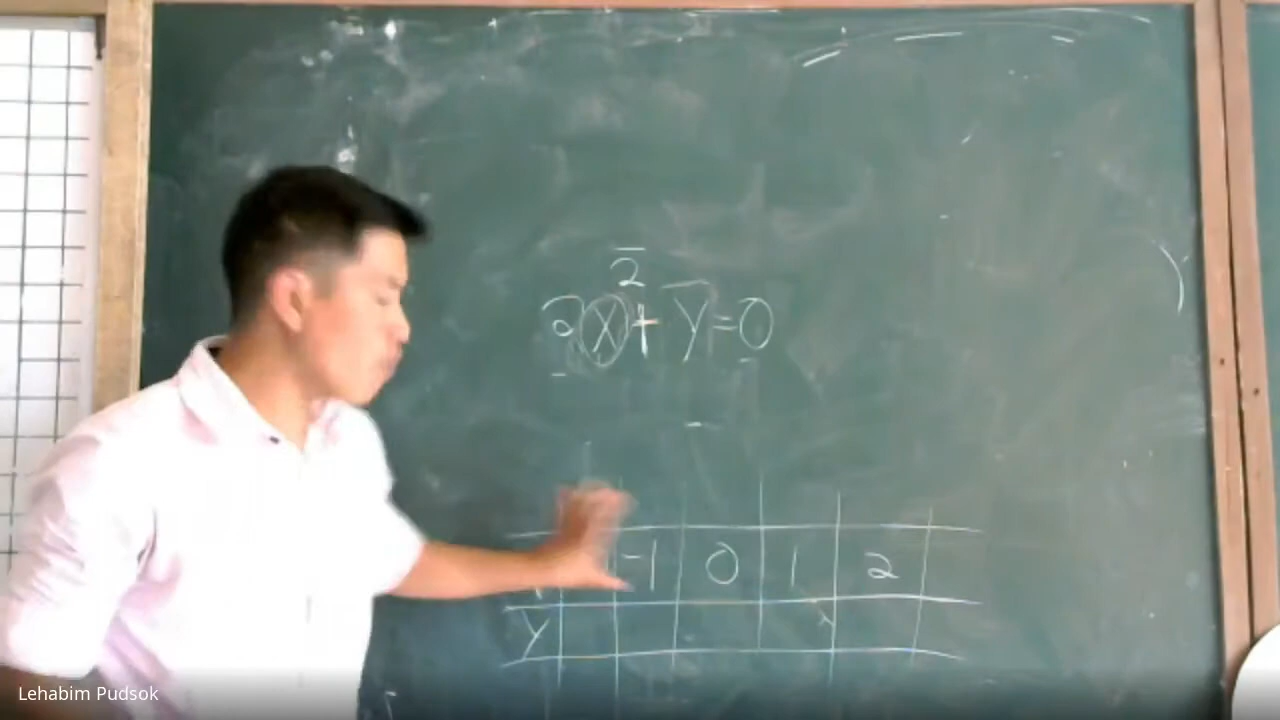 2
2x + y = 0
-1 0 1 2
y
Lehabim Pudsok